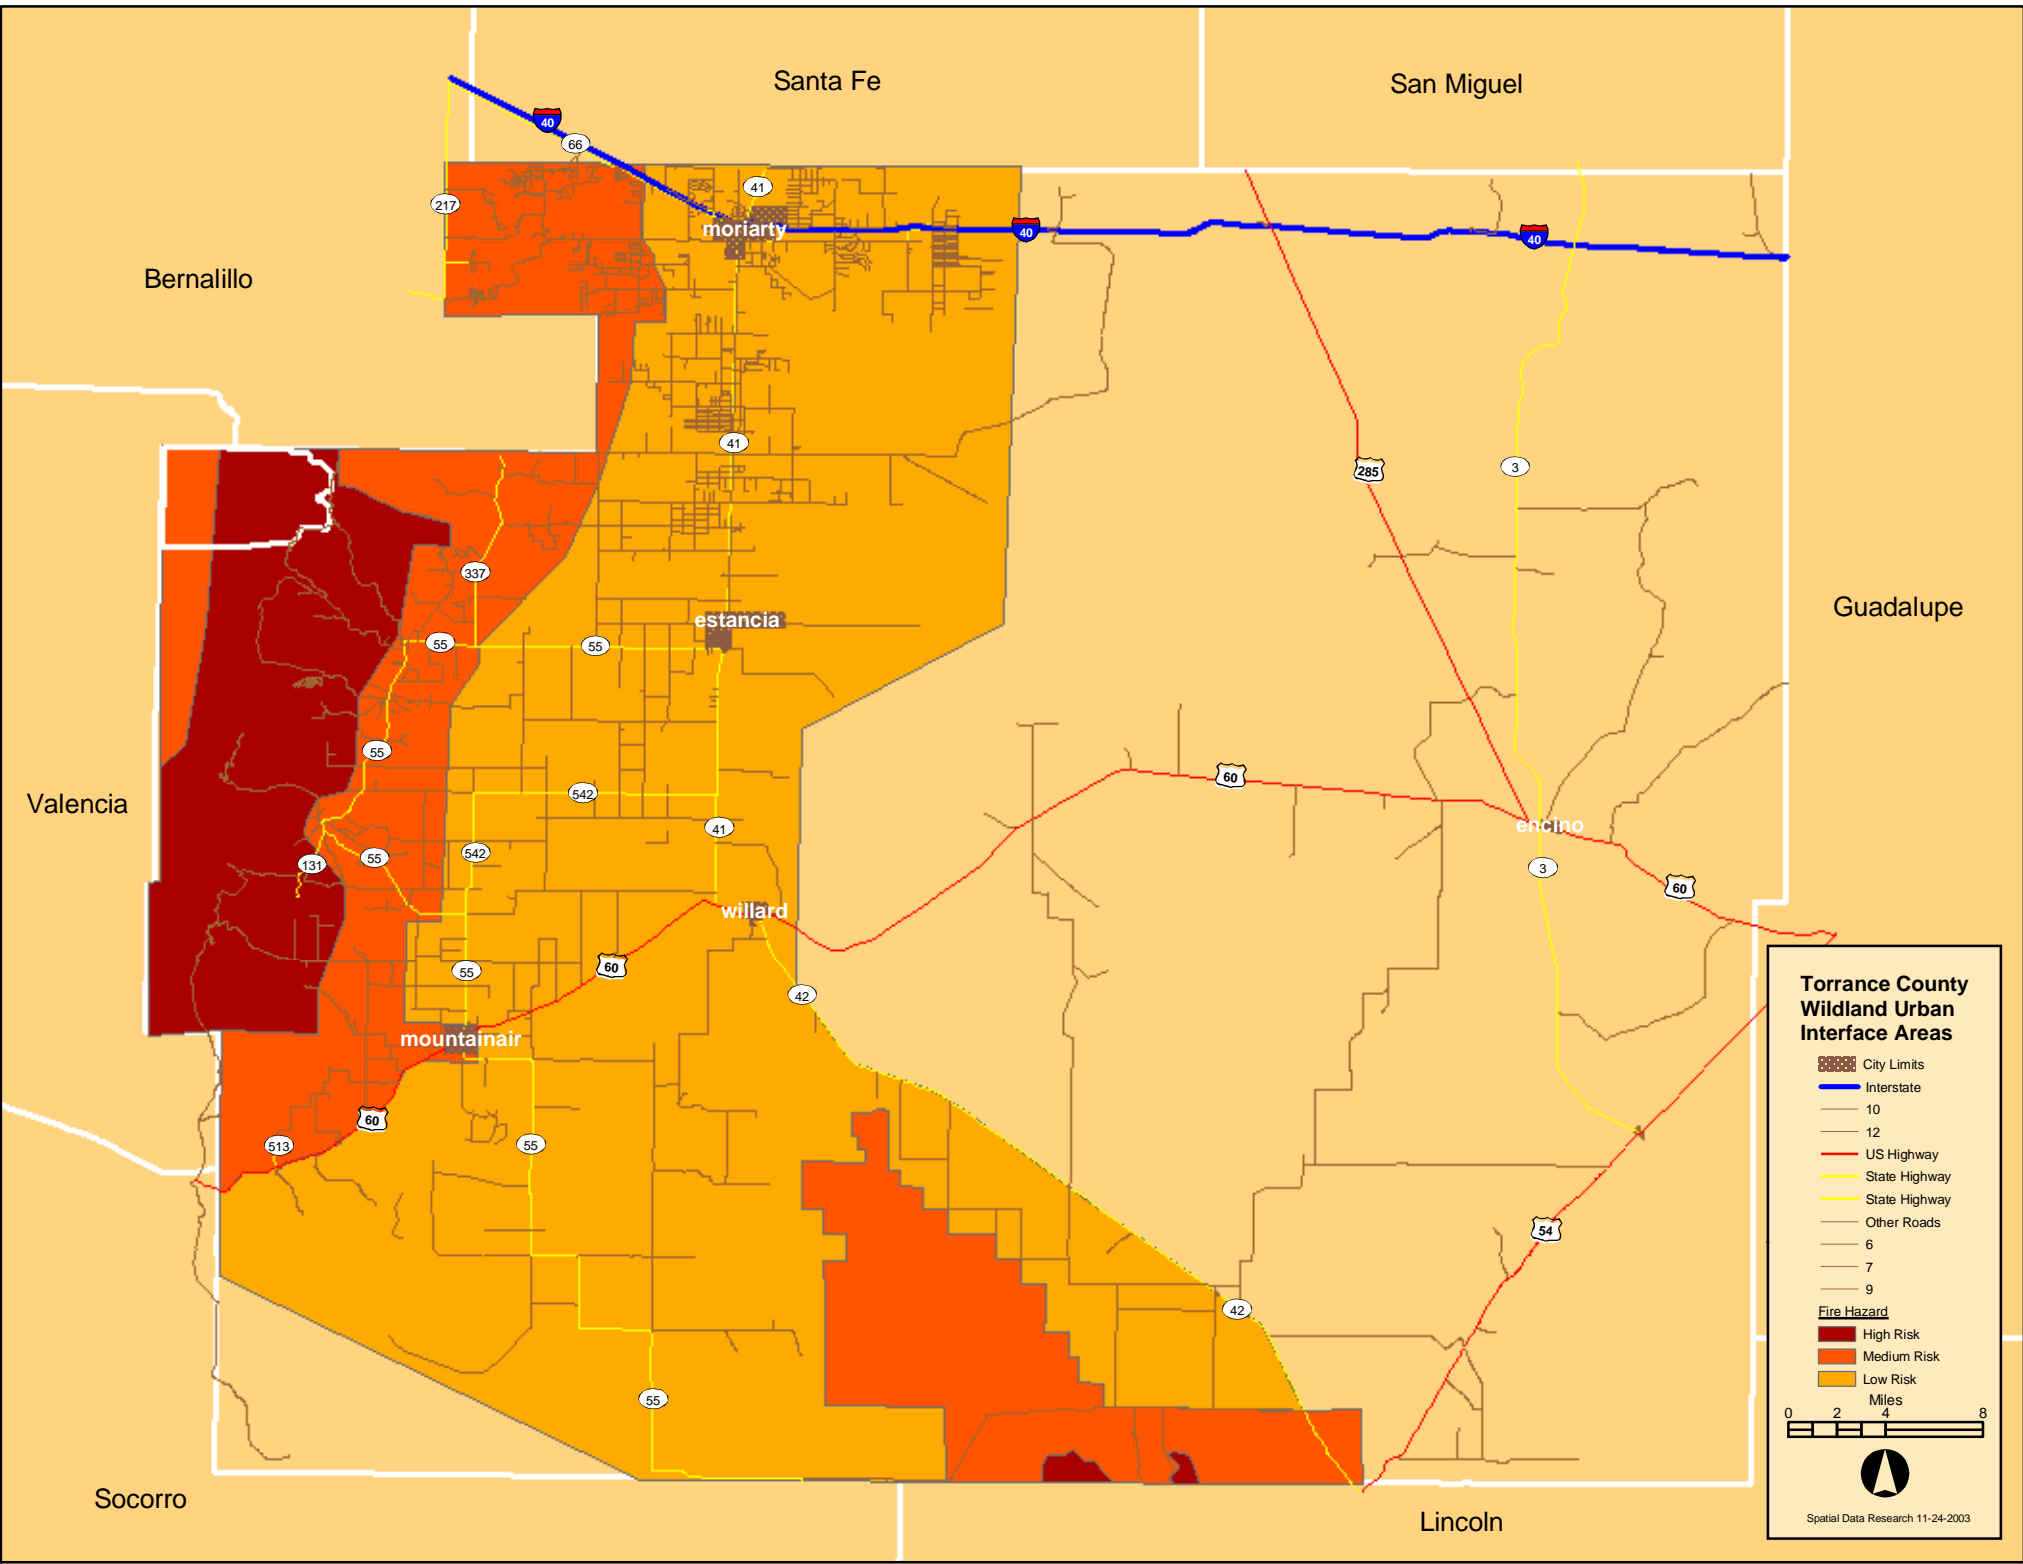 Santa Fe
San Miguel
40
66
41
217
moriarty
40
40
Bernalillo
41
285
3
337
Guadalupe
estancia
55
55
55
60
542
Valencia
41
encino
542
55
131
3
60
willard
60
55
42
mountainair
60
55
513
54
42
55
Socorro
Lincoln
Torrance County
Wildland Urban
Interface Areas
City Limits
Interstate
10
12
US Highway
State Highway
State Highway
Other Roads
6
7
9
Fire Hazard
High Risk
Medium Risk
Low Risk
Miles
0 2 4 8
Spatial Data Research 11-24-2003